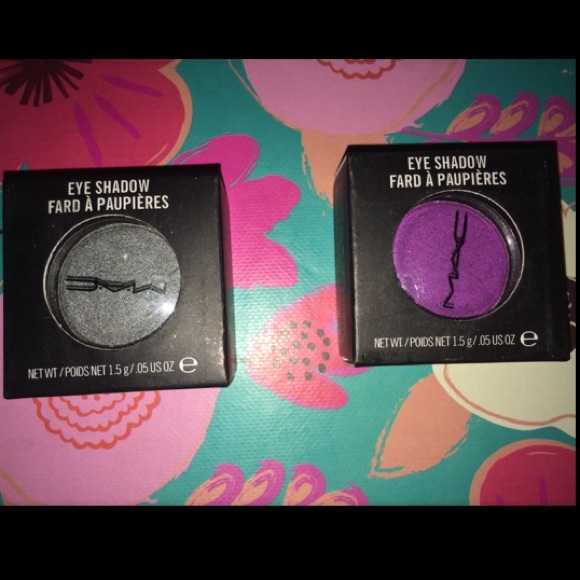 EYE SHADOW
FARD À PAUPIÈRES
MAC
NET WT/POIDS NET 1.5 g/.05 US OZ e
EYE SHADOW
FARD À PAUPIÈRES
MAC
NET WT/POIDS NET 1.5 g/.05 US OZ e